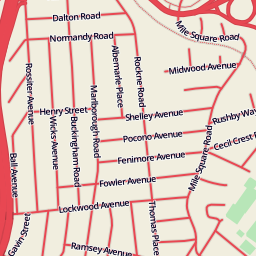 Dalton Road
Mile Square Road
Normandy Road
Albemarle Place
Rockne Road
Midwood Avenue
Rossiter Avenue
Marlborough Road
Henry Street
Shelley Avenue
Rushby Way
Wicks Avenue
Buckingham Road
Pocono Avenue
Mile Square Road
Cecil Crest R
Fenimore Avenue
Ball Avenue
Fowler Avenue
Lockwood Avenue
Thomas Place
Gavin Street
Ramsey Avenue